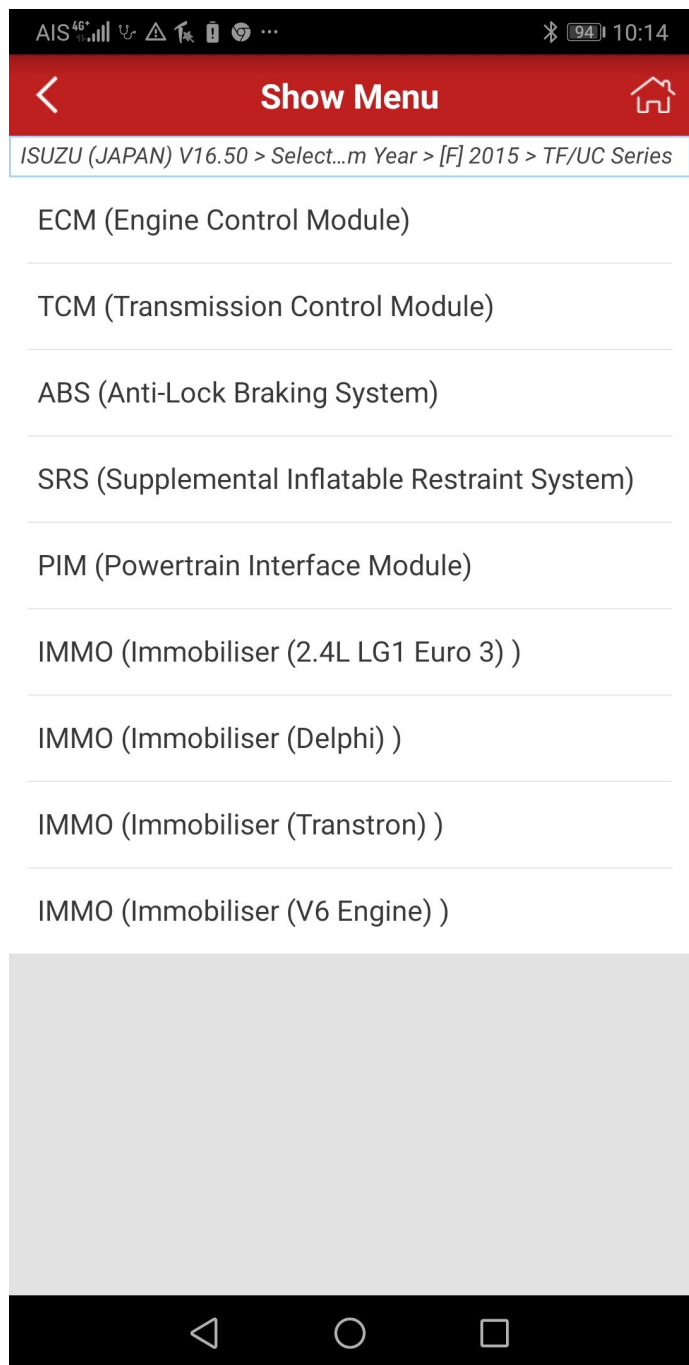 AIS 4G+ 94 10:14
Show Menu
ISUZU (JAPAN) V16.50 > Select...m Year > [F] 2015 > TF/UC Series
ECM (Engine Control Module)
TCM (Transmission Control Module)
ABS (Anti-Lock Braking System)
SRS (Supplemental Inflatable Restraint System)
PIM (Powertrain Interface Module)
IMMO (Immobiliser (2.4L LG1 Euro 3) )
IMMO (Immobiliser (Delphi) )
IMMO (Immobiliser (Transtron) )
IMMO (Immobiliser (V6 Engine) )